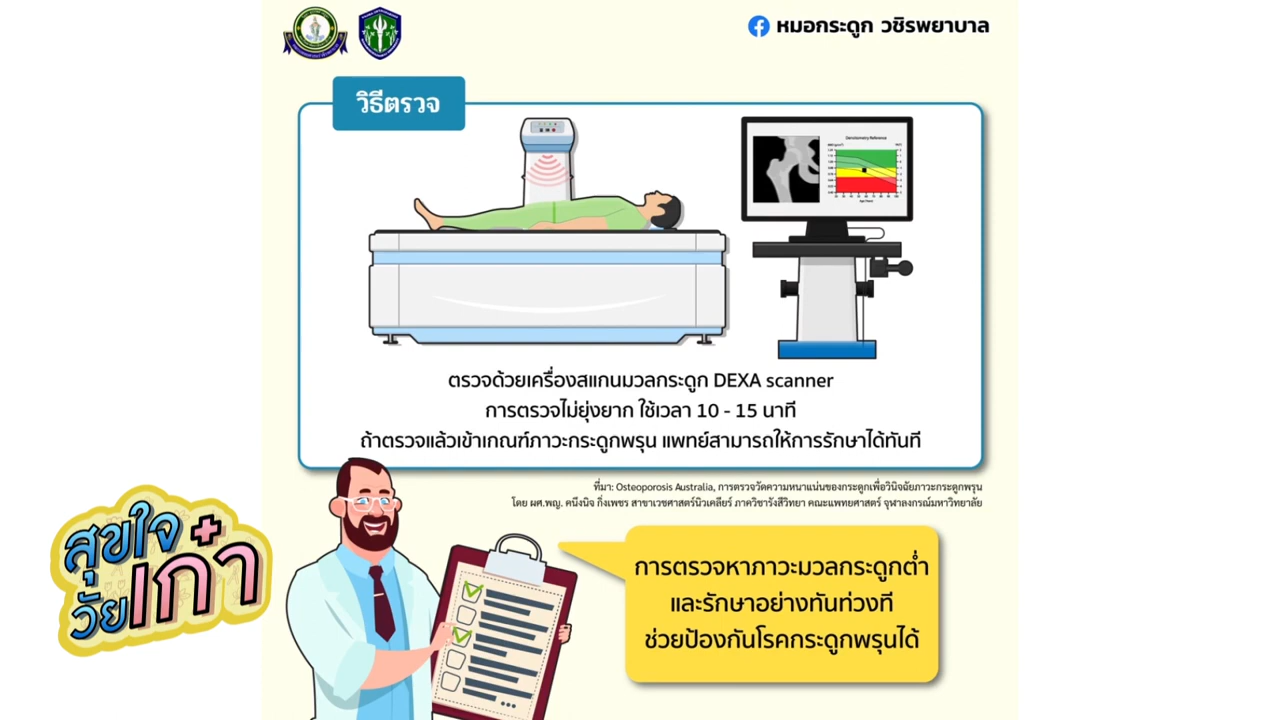 หมอกระดูก วชิรพยาบาล
วิธีตรวจ
Densitometry Reference
ตรวจด้วยเครื่องสแกนมวลกระดูก DEXA scanner
การตรวจไม่ยุ่งยาก ใช้เวลา 10 - 15 นาที
ถ้าตรวจแล้วเข้าเกณฑ์ภาวะกระดูกพรุน แพทย์สามารถให้การรักษาได้ทันที
ที่มา: Osteoporosis Australia, การตรวจวัดความหนาแน่นของกระดูกเพื่อวินิจฉัยภาวะกระดูกพรุน
โดย ผศ.พญ. คนึงนิจ กิ่งเพชร สาขาเวชศาสตร์นิวเคลียร์ ภาควิชารังสีวิทยา คณะแพทยศาสตร์ จุฬาลงกรณ์มหาวิทยาลัย
การตรวจหาภาวะมวลกระดูกต่ำ
และรักษาอย่างทันท่วงที
ช่วยป้องกันโรคกระดูกพรุนได้
สุขใจ
วัยเก๋า